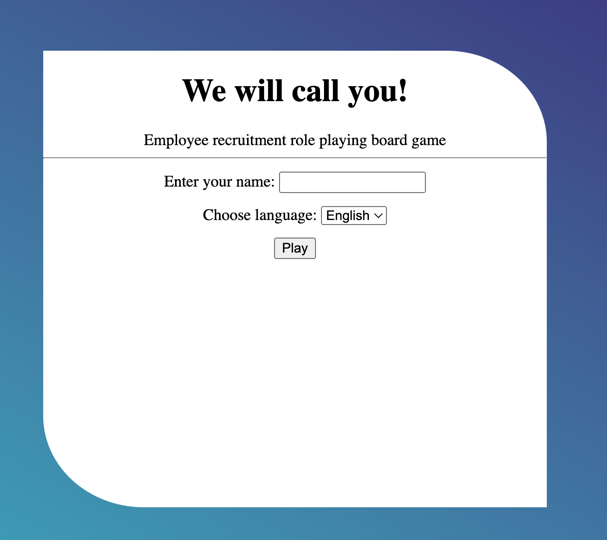 We will call you!
Employee recruitment role playing board game
Enter your name:
Choose language: English
Play